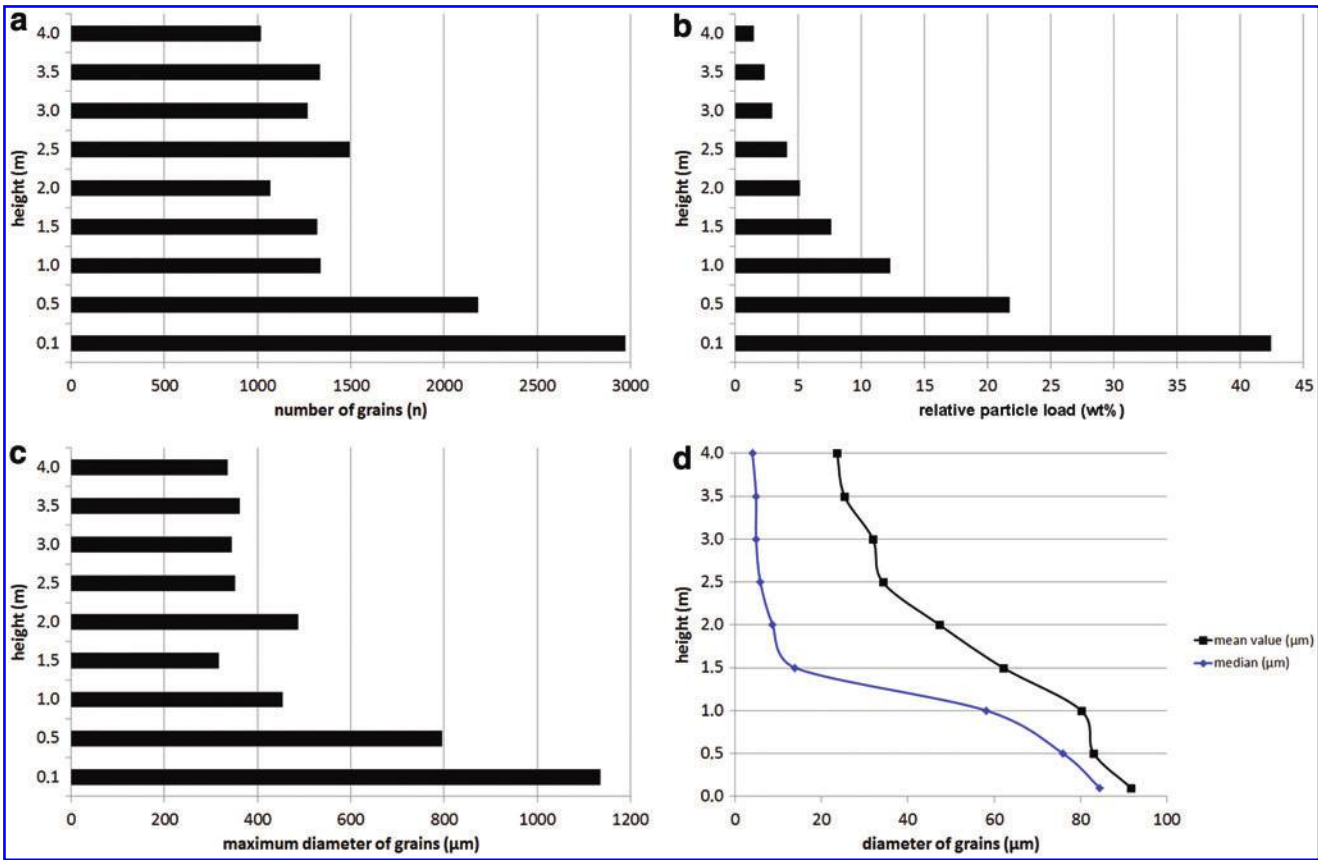 a
height (m)
4.0
3.5
3.0
2.5
2.0
1.5
1.0
0.5
0.1
0 500 1000 1500 2000 2500 3000
number of grains (n)
b
height (m)
4.0
3.5
3.0
2.5
2.0
1.5
1.0
0.5
0.1
0 5 10 15 20 25 30 35 40 45
relative particle load (wt%)
c
height (m)
4.0
3.5
3.0
2.5
2.0
1.5
1.0
0.5
0.1
0 200 400 600 800 1000 1200
maximum diameter of grains (µm)
d
height (m)
4.0
3.5
3.0
2.5
2.0
1.5
1.0
0.5
0.0
0 20 40 60 80 100
diameter of grains (µm)
mean value (µm)
median (µm)